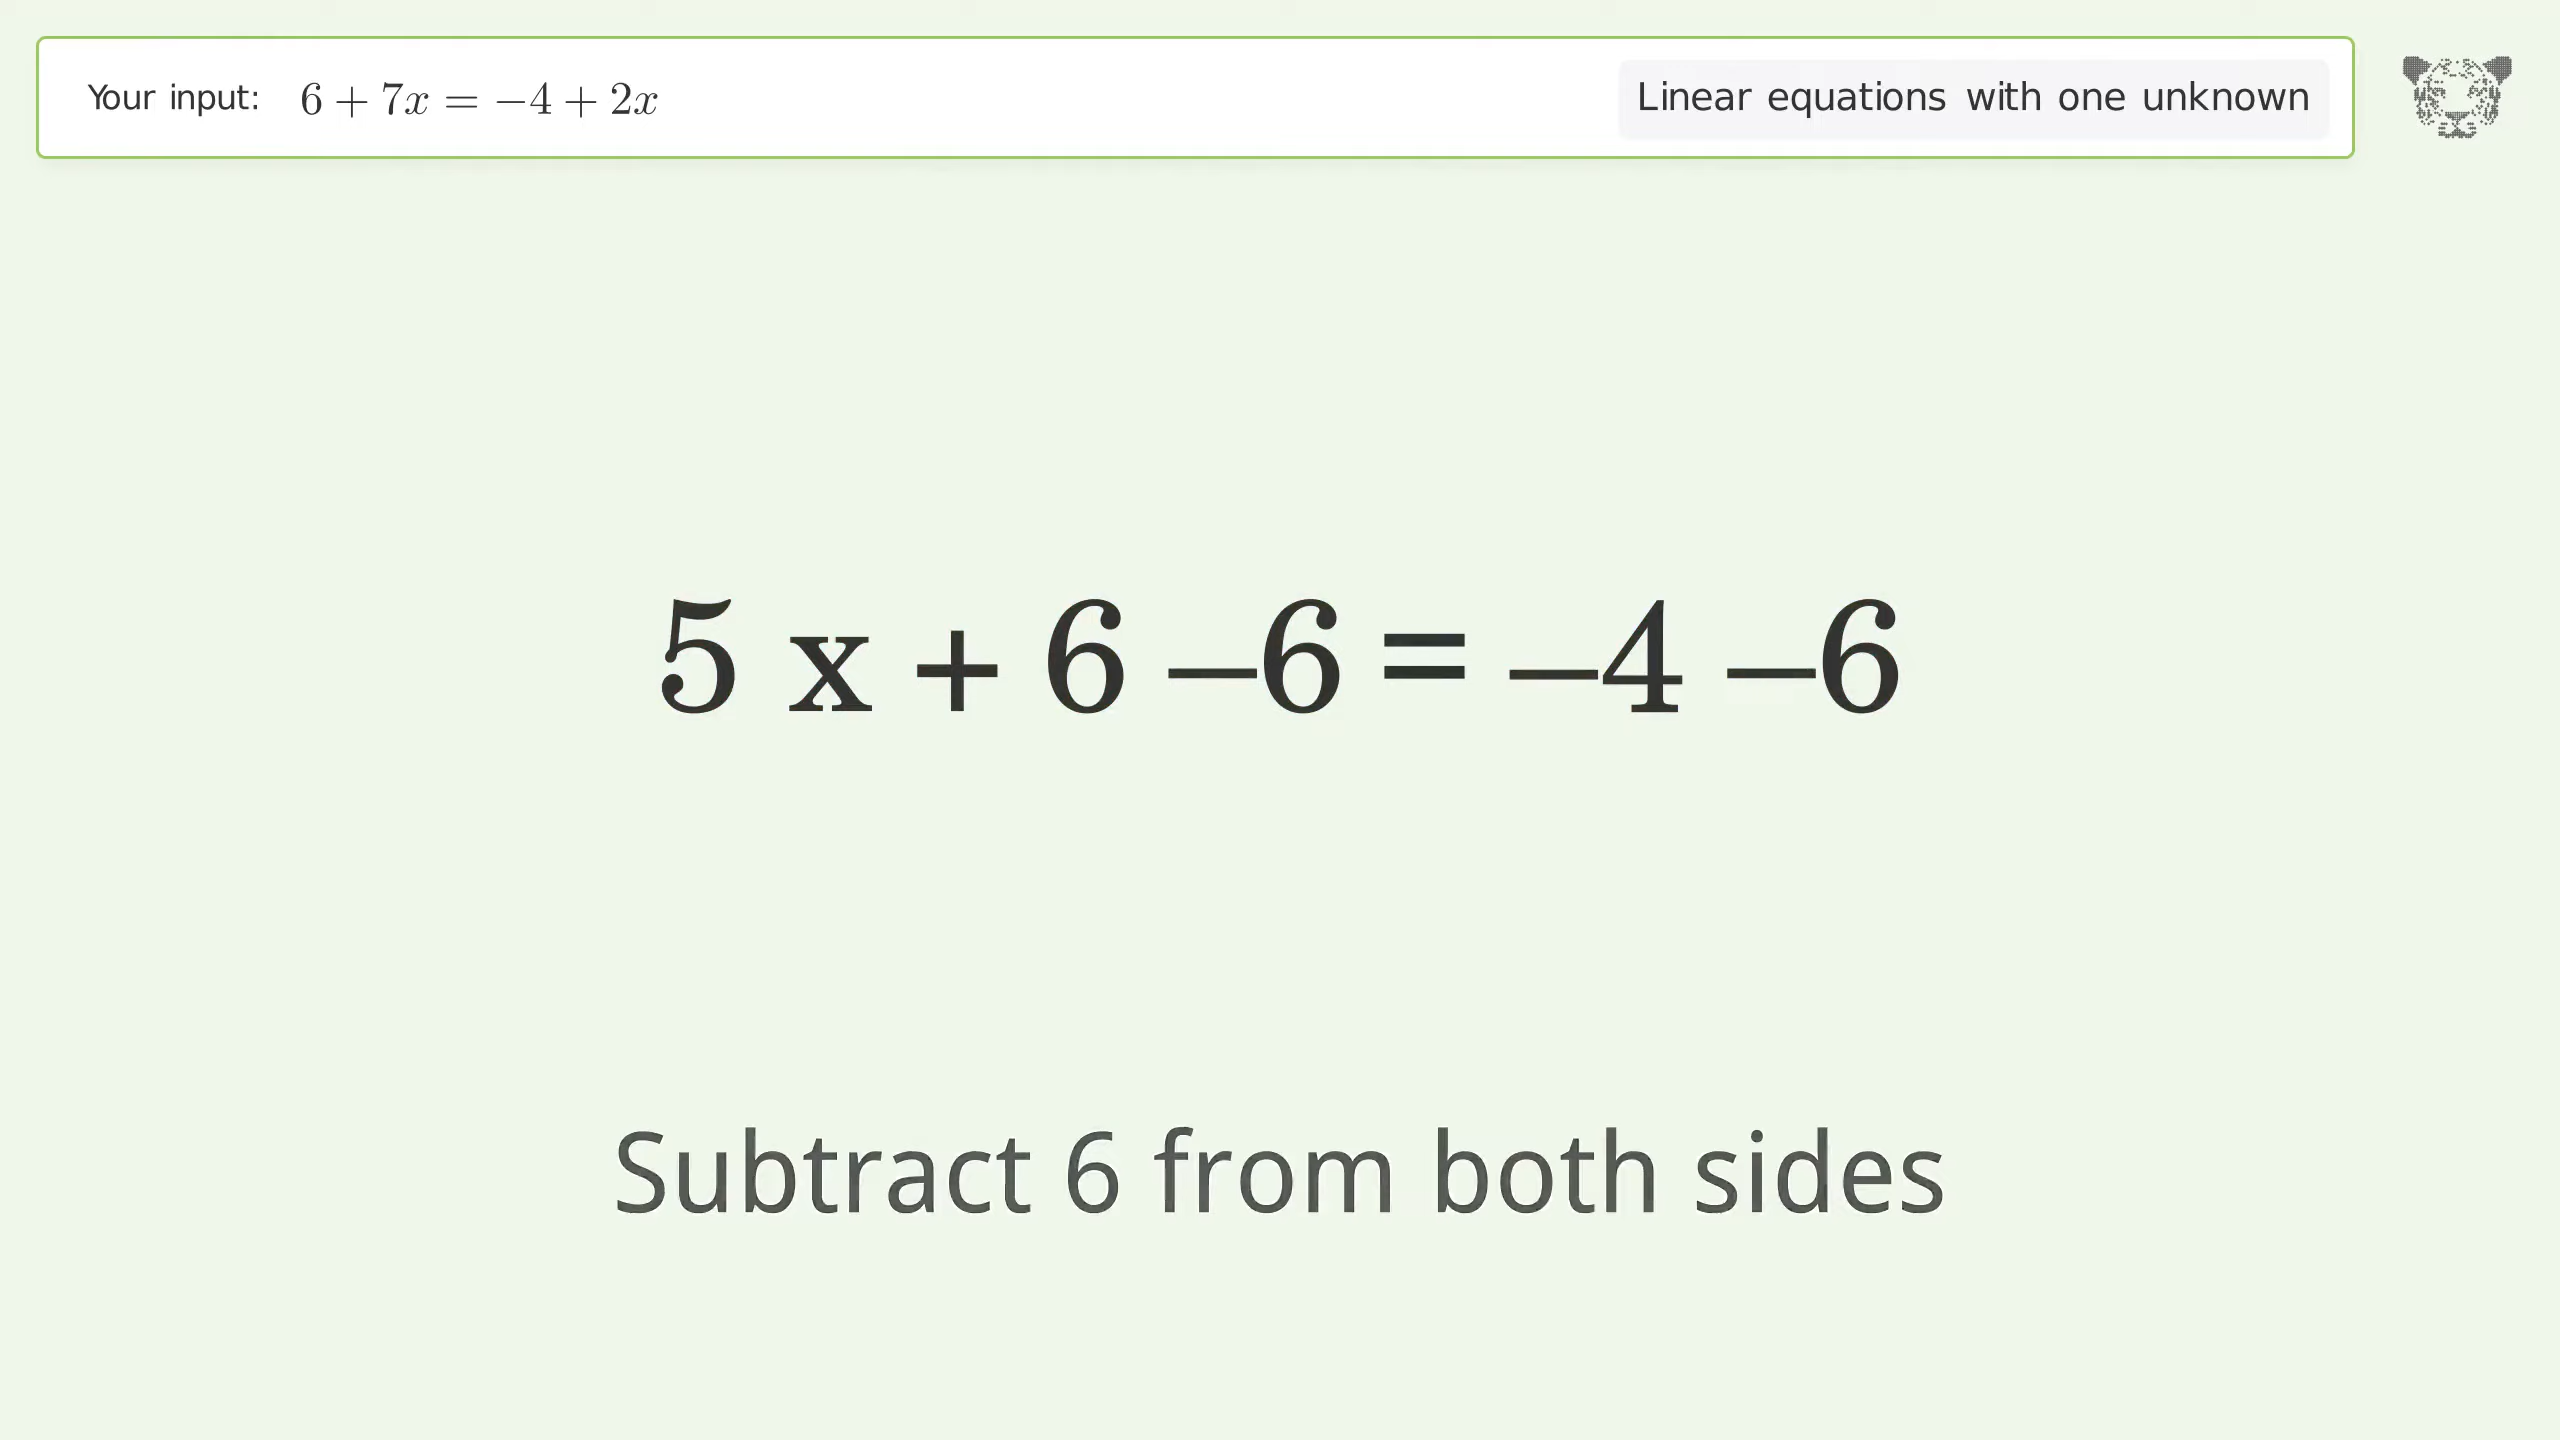 Your input: 6 + 7x = −4 + 2x
Linear equations with one unknown
5 x + 6 –6 = –4 –6
Subtract 6 from both sides